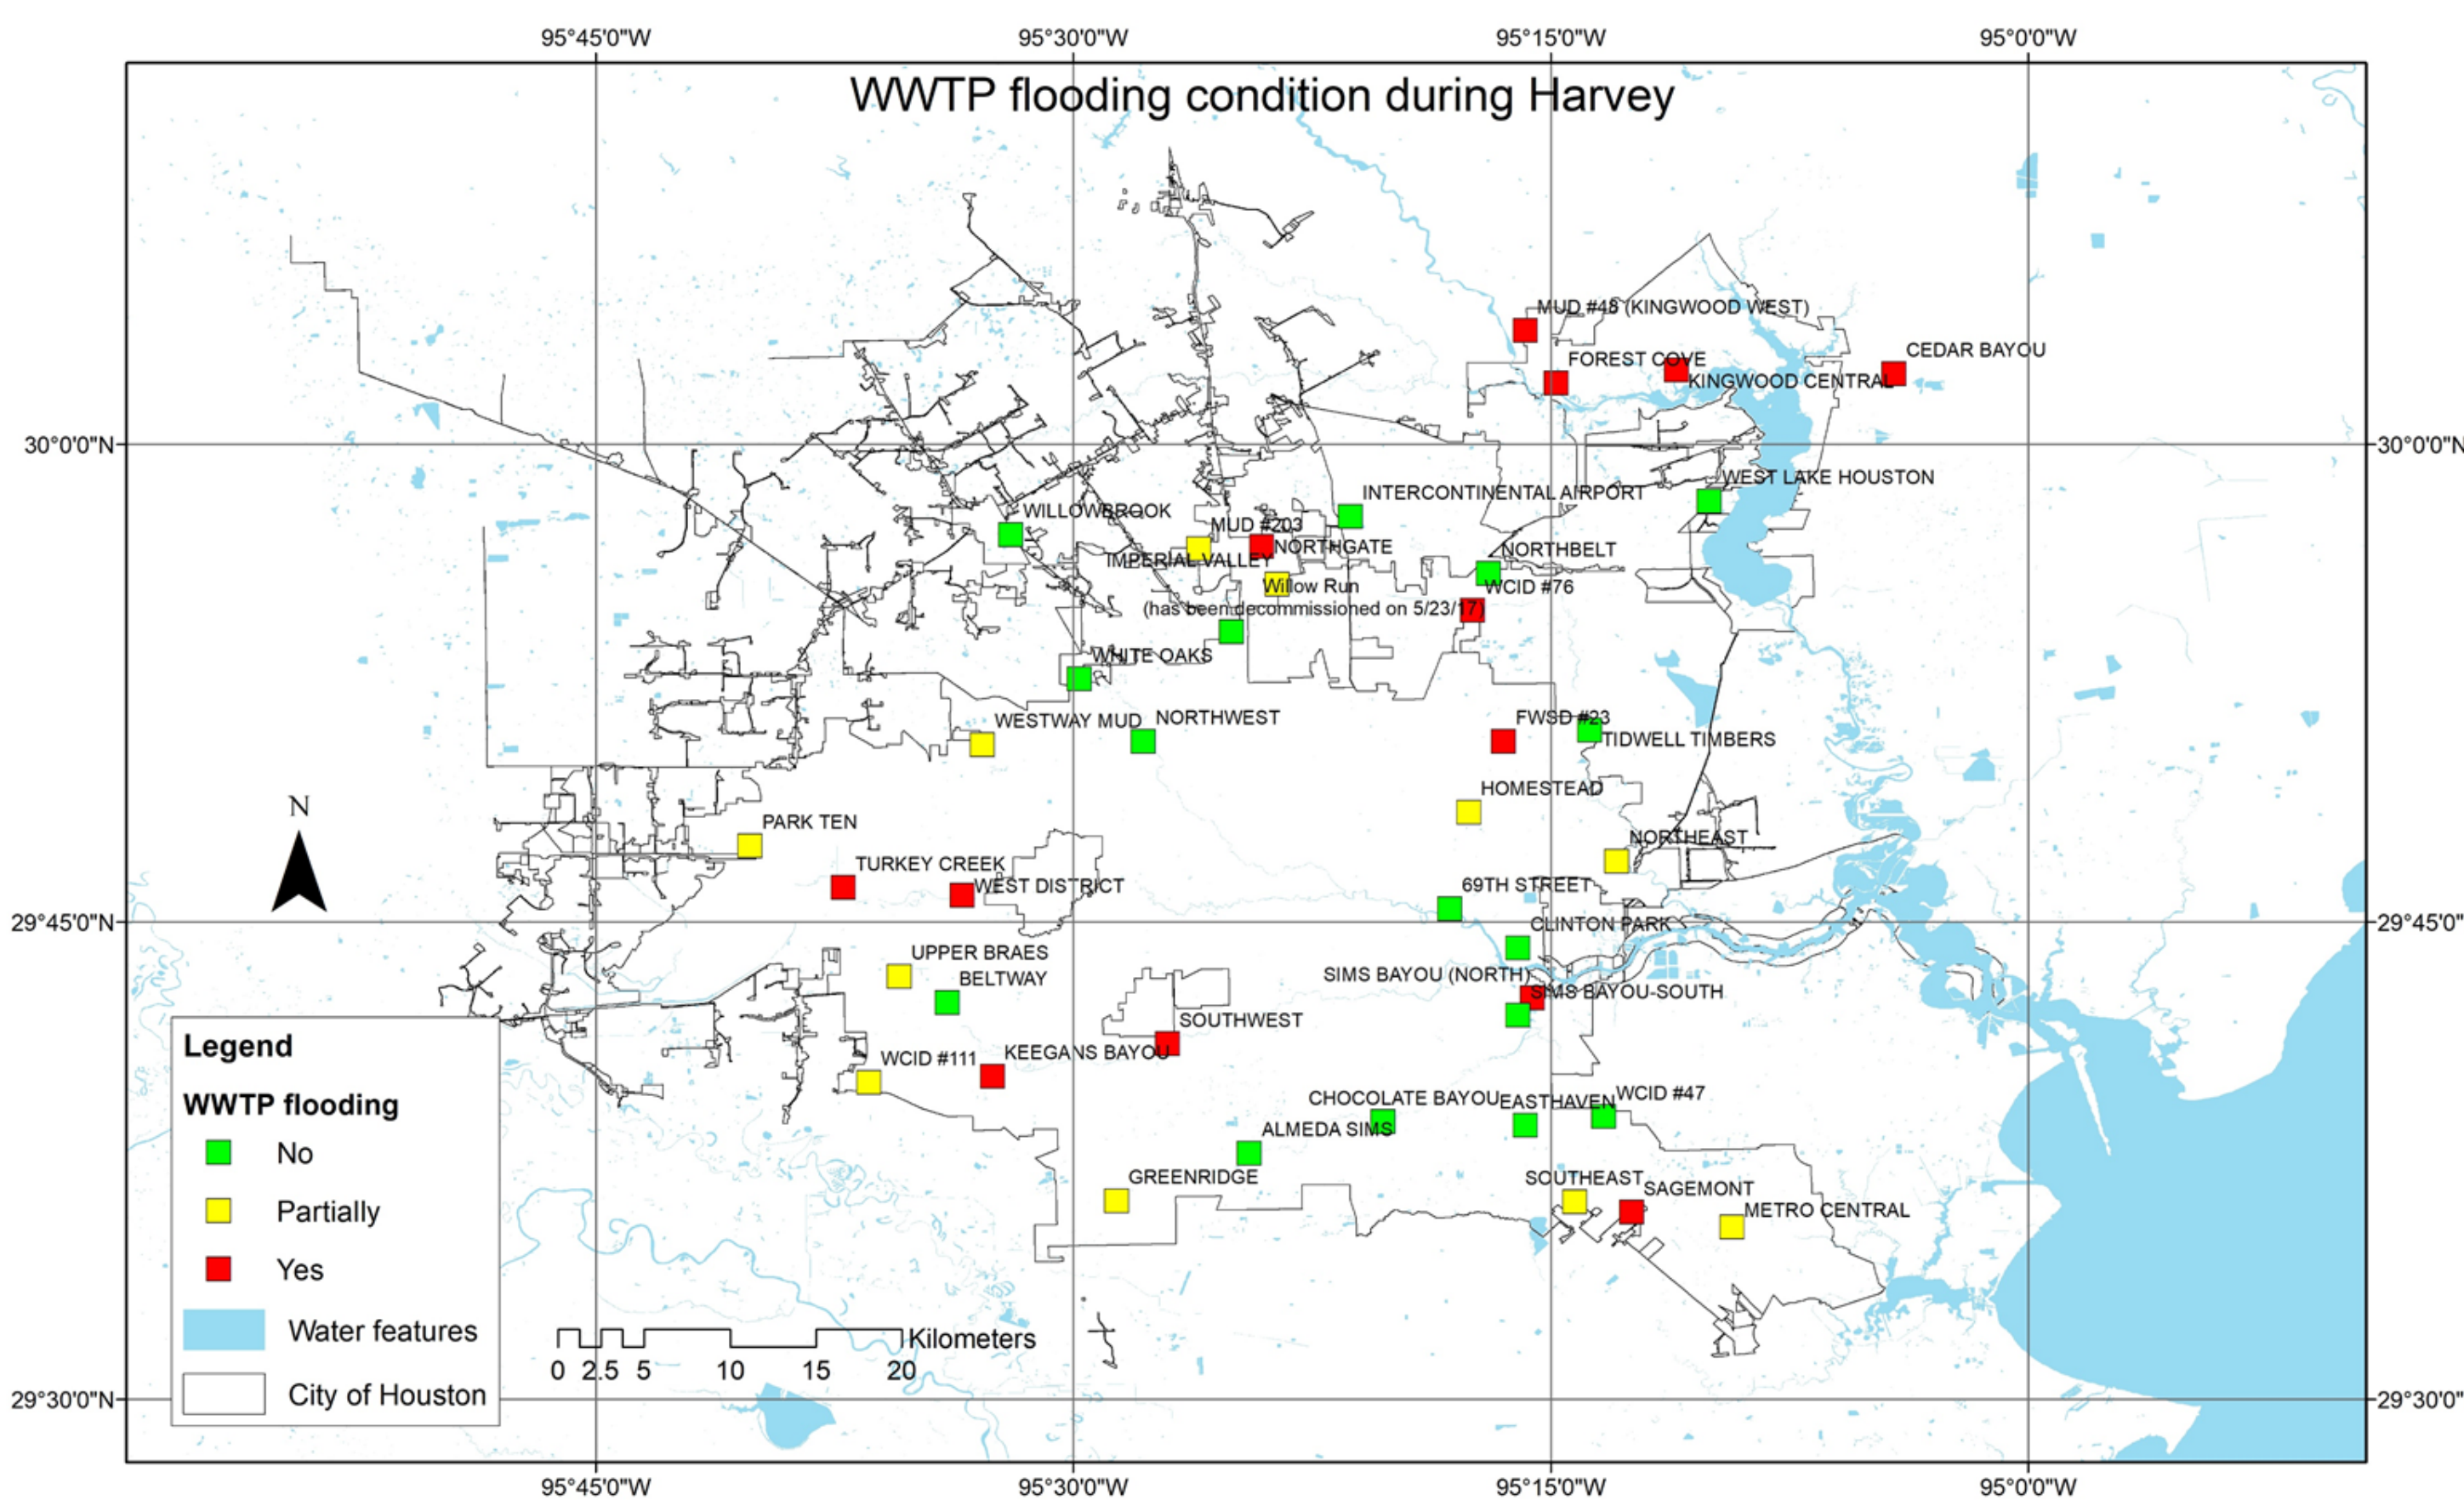 95°45'0"W 95°30'0"W 95°15'0"W 95°0'0"W
WWTP flooding condition during Harvey
MUD #48 (KINGWOOD WEST)
CEDAR BAYOU
FOREST COVE
KINGWOOD CENTRAL
30°0'0"N 30°0'0"N
WEST LAKE HOUSTON
INTERCONTINENTAL AIRPORT
WILLOWBROOK
MUD #203
NORTHGATE
NORTHBELT
IMPERIAL VALLEY
Willow Run
WCID #76
(has been decommissioned on 5/23/17)
WHITE OAKS
WESTWAY MUD
NORTHWEST
FWSD #23
TIDWELL TIMBERS
HOMESTEAD
N
PARK TEN
NORTHEAST
TURKEY CREEK
WEST DISTRICT
69TH STREET
29°45'0"N 29°45'0"
CLINTON PARK
UPPER BRAES
BELTWAY
SIMS BAYOU (NORTH)
SIMS BAYOU-SOUTH
SOUTHWEST
KEEGANS BAYOU
WCID #111
CHOCOLATE BAYOU
EASTHAVEN
WCID #47
ALMEDA SIMS
GREENRIDGE
SOUTHEAST
SAGEMONT
METRO CENTRAL
Legend
WWTP flooding
No
Partially
Yes
Water features
City of Houston
Kilometers
0 2.5 5 10 15 20
29°30'0"N 29°30'0"
95°45'0"W 95°30'0"W 95°15'0"W 95°0'0"W